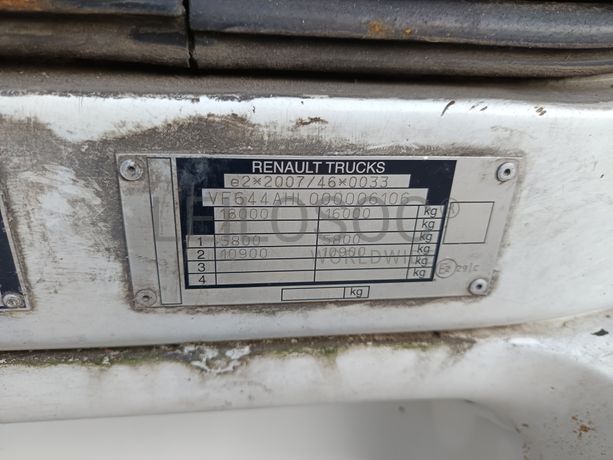 RENAULT TRUCKS
e2*2007/46*0033
VF644AHL000006106
16000 16000 kg
kg
1 5800 5800 kg
2 10900 10900 kg
3 kg
4 kg
kg